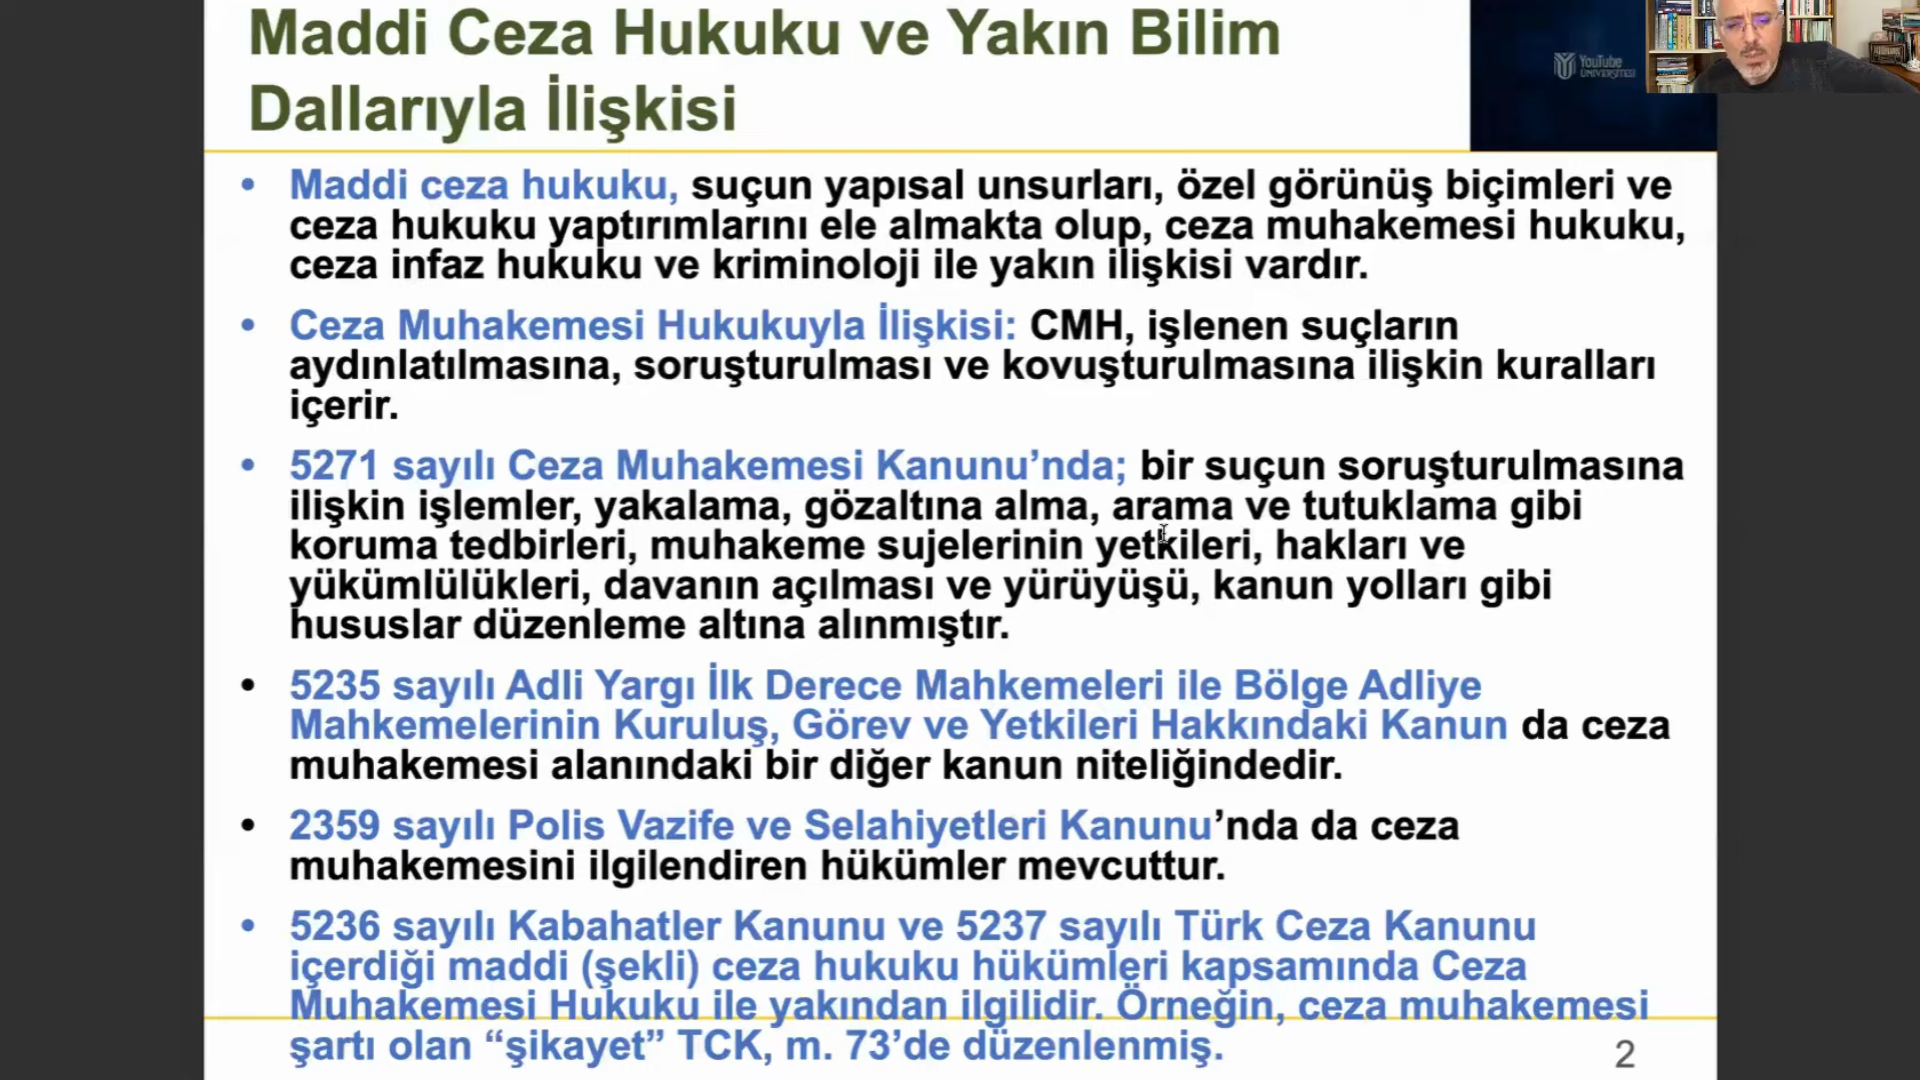 Maddi Ceza Hukuku ve Yakın Bilim
Dallarıyla İlişkisi
YouTube
ÜNİVERSİTESİ
• Maddi ceza hukuku, suçun yapısal unsurları, özel görünüş biçimleri ve
ceza hukuku yaptırımlarını ele almakta olup, ceza muhakemesi hukuku,
ceza infaz hukuku ve kriminoloji ile yakın ilişkisi vardır.
• Ceza Muhakemesi Hukukuyla İlişkisi: CMH, işlenen suçların
aydınlatılmasına, soruşturulması ve kovuşturulmasına ilişkin kuralları
içerir.
• 5271 sayılı Ceza Muhakemesi Kanunu’nda; bir suçun soruşturulmasına
ilişkin işlemler, yakalama, gözaltına alma, arama ve tutuklama gibi
koruma tedbirleri, muhakeme sujelerinin yetkileri, hakları ve
yükümlülükleri, davanın açılması ve yürüyüşü, kanun yolları gibi
hususlar düzenleme altına alınmıştır.
• 5235 sayılı Adli Yargı İlk Derece Mahkemeleri ile Bölge Adliye
Mahkemelerinin Kuruluş, Görev ve Yetkileri Hakkındaki Kanun da ceza
muhakemesi alanındaki bir diğer kanun niteliğindedir.
• 2359 sayılı Polis Vazife ve Selahiyetleri Kanunu’nda da ceza
muhakemesini ilgilendiren hükümler mevcuttur.
• 5236 sayılı Kabahatler Kanunu ve 5237 sayılı Türk Ceza Kanunu
içerdiği maddi (şekli) ceza hukuku hükümleri kapsamında Ceza
Muhakemesi Hukuku ile yakından ilgilidir. Örneğin, ceza muhakemesi
şartı olan “şikayet” TCK, m. 73’de düzenlenmiş.
2